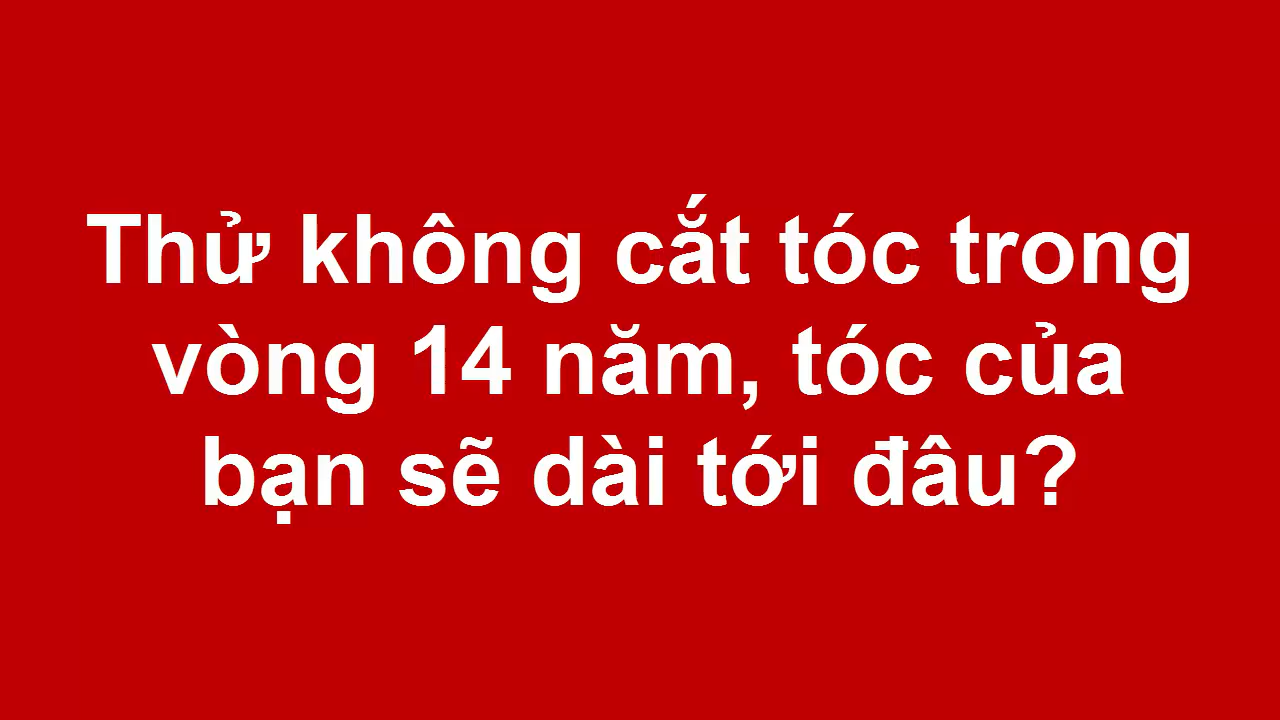 Thử không cắt tóc trong
vòng 14 năm, tóc của
bạn sẽ dài tới đâu?